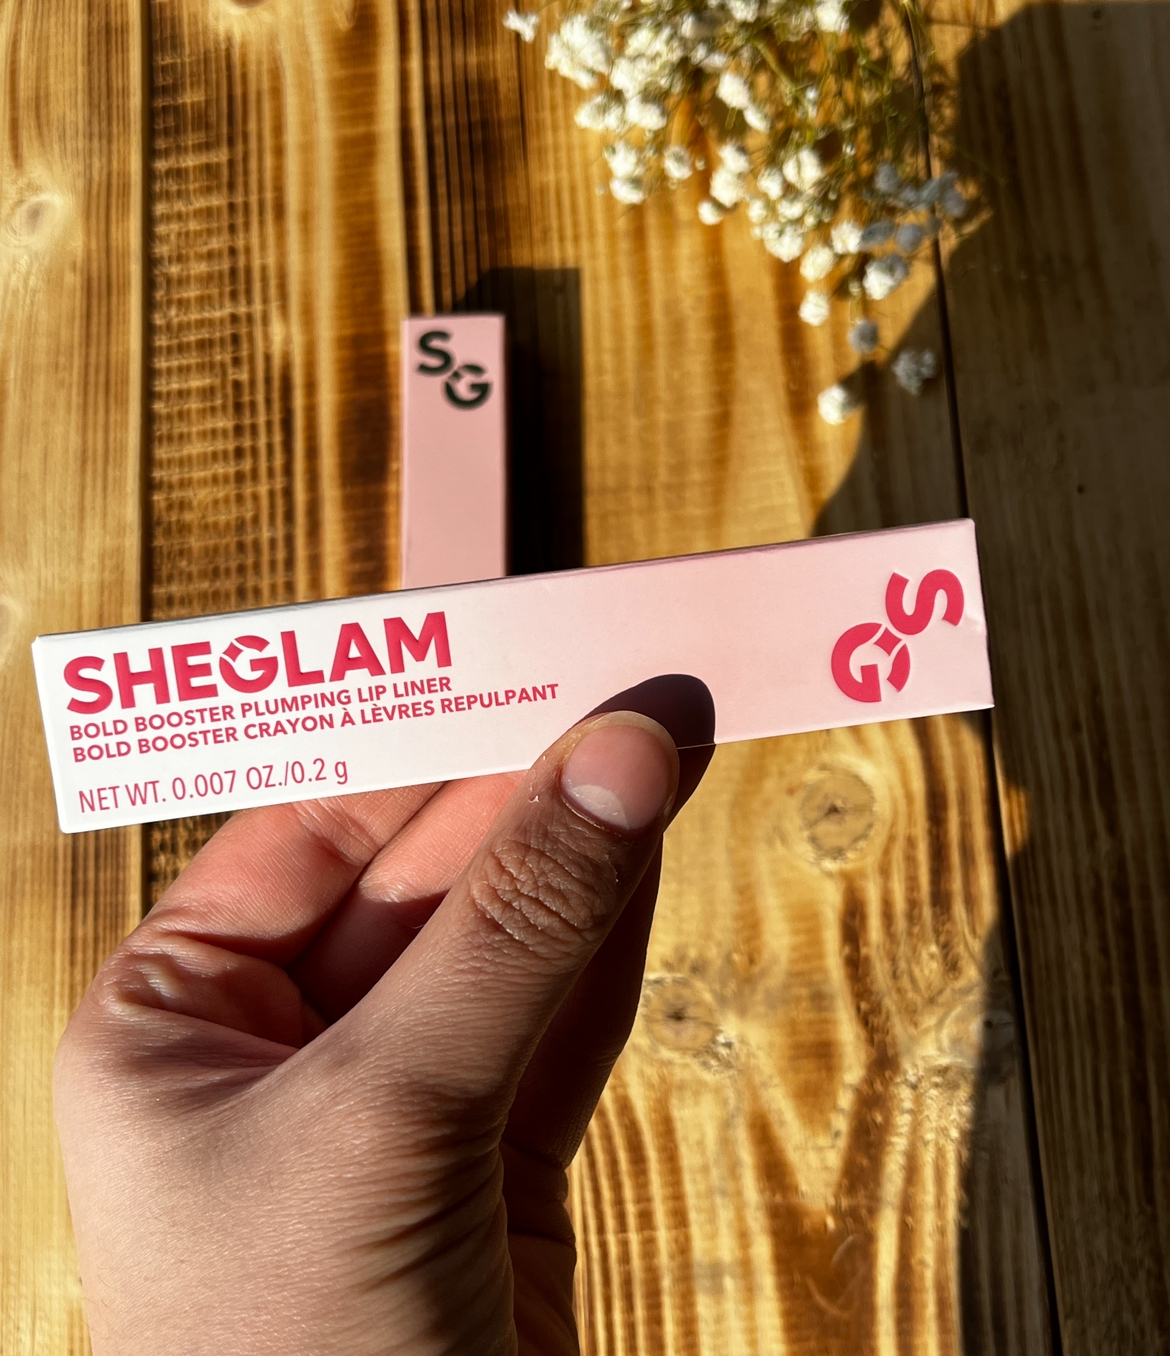 SG
SHEGLAM
BOLD BOOSTER PLUMPING LIP LINER
BOLD BOOSTER CRAYON À LÈVRES REPULPANT
NET WT. 0.007 OZ./0.2 g
SG